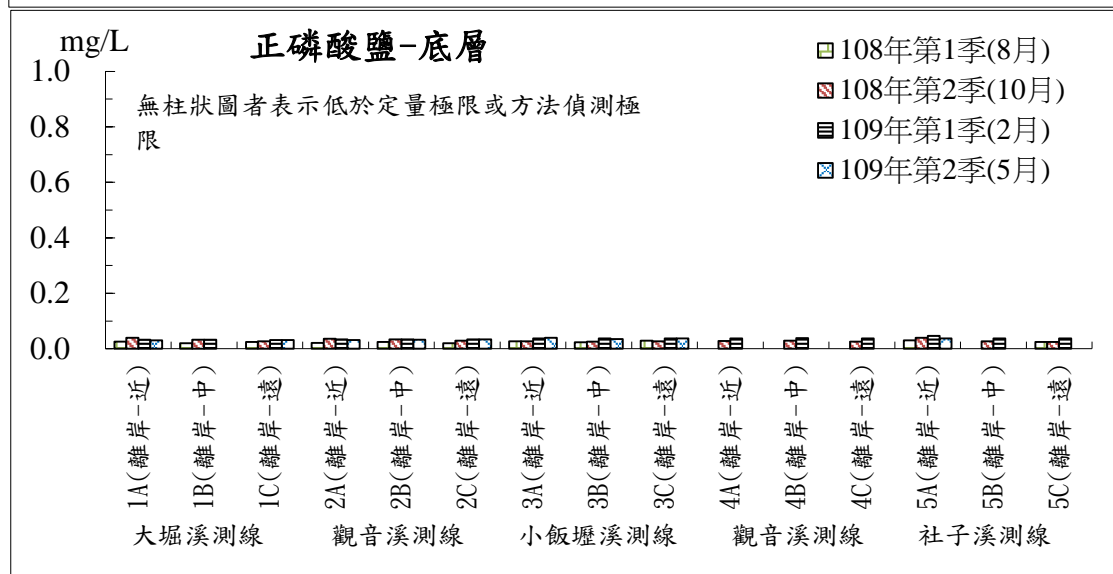 正磷酸鹽-底層
mg/L
108年第1季(8月)
108年第2季(10月)
109年第1季(2月)
109年第2季(5月)
無柱狀圖者表示低於定量極限或方法偵測極
限
1.0
0.8
0.6
0.4
0.2
0.0
1A(離岸-近)
1B(離岸-中)
1C(離岸-遠)
2A(離岸-近)
2B(離岸-中)
2C(離岸-遠)
3A(離岸-近)
3B(離岸-中)
3C(離岸-遠)
4A(離岸-近)
4B(離岸-中)
4C(離岸-遠)
5A(離岸-近)
5B(離岸-中)
5C(離岸-遠)
大堀溪測線
觀音溪測線
小飯壢溪測線
觀音溪測線
社子溪測線